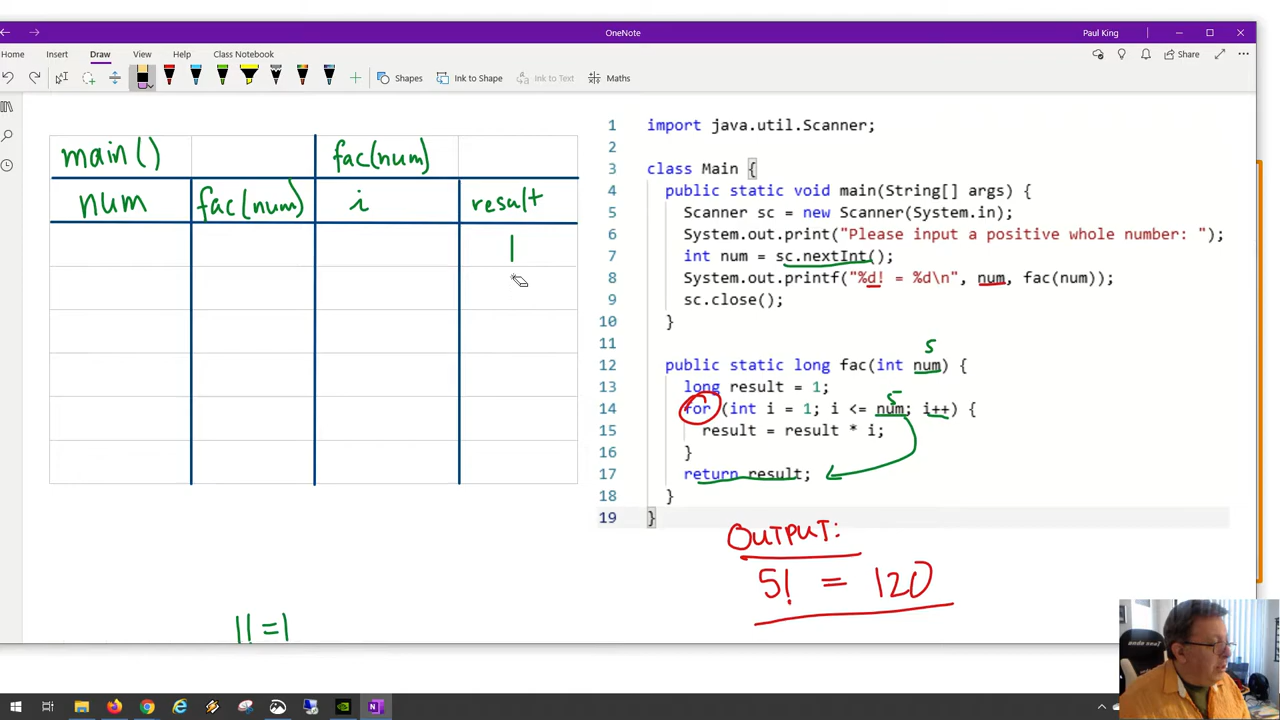 OneNote
Paul King
Home Insert Draw View Help Class Notebook
Share
Shapes Ink to Shape Ink to Text Maths
main() fac(num)
num fac(num) i result
1
1 import java.util.Scanner;
2
3 class Main {
4 public static void main(String[] args) {
5 Scanner sc = new Scanner(System.in);
6 System.out.print("Please input a positive whole number: ");
7 int num = sc.nextInt();
8 System.out.printf("%d! = %d\n", num, fac(num));
9 sc.close();
10 }
11
5
12 public static long fac(int num) {
13 long result = 1;
5
14 for (int i = 1; i <= num; i++) {
15 result = result * i;
16 }
17 return result;
18 }
19 }
OUTPUT:
5! = 120
1! = 1